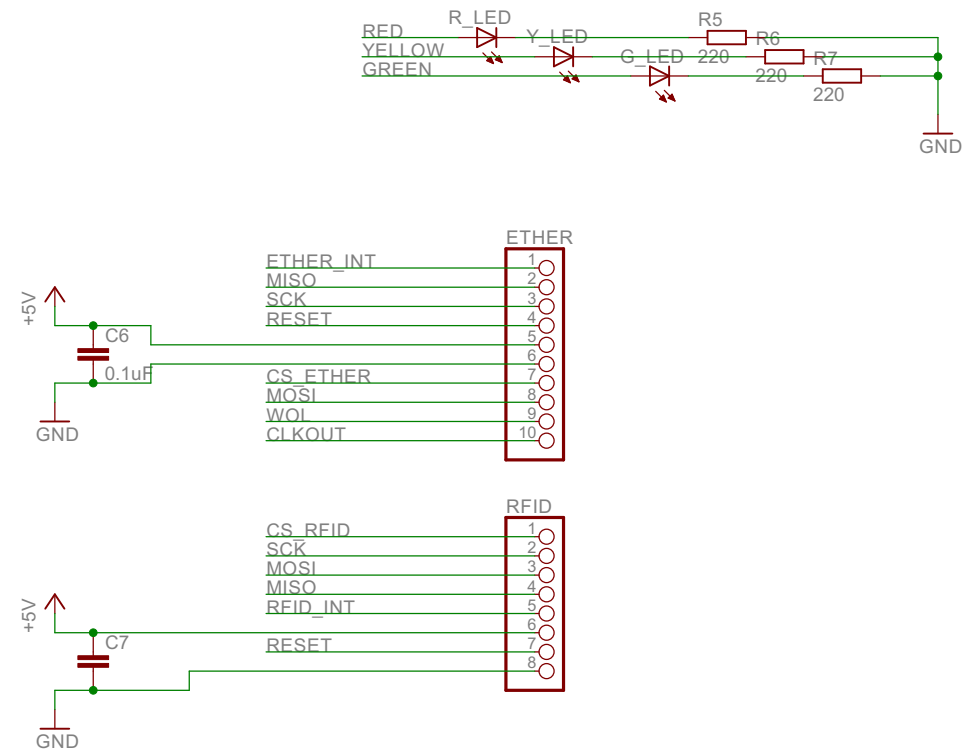 R_LED
R5
RED
Y_LED
R6
YELLOW
G_LED
220
R7
GREEN
220
220
GND
ETHER
ETHER_INT
1
MISO
2
SCK
3
RESET
4
+5V
C6
5
6
0.1uF
CS_ETHER
7
MOSI
8
WOL
9
CLKOUT
10
GND
RFID
CS_RFID
1
SCK
2
MOSI
3
MISO
4
RFID_INT
5
+5V
C7
6
RESET
7
8
GND